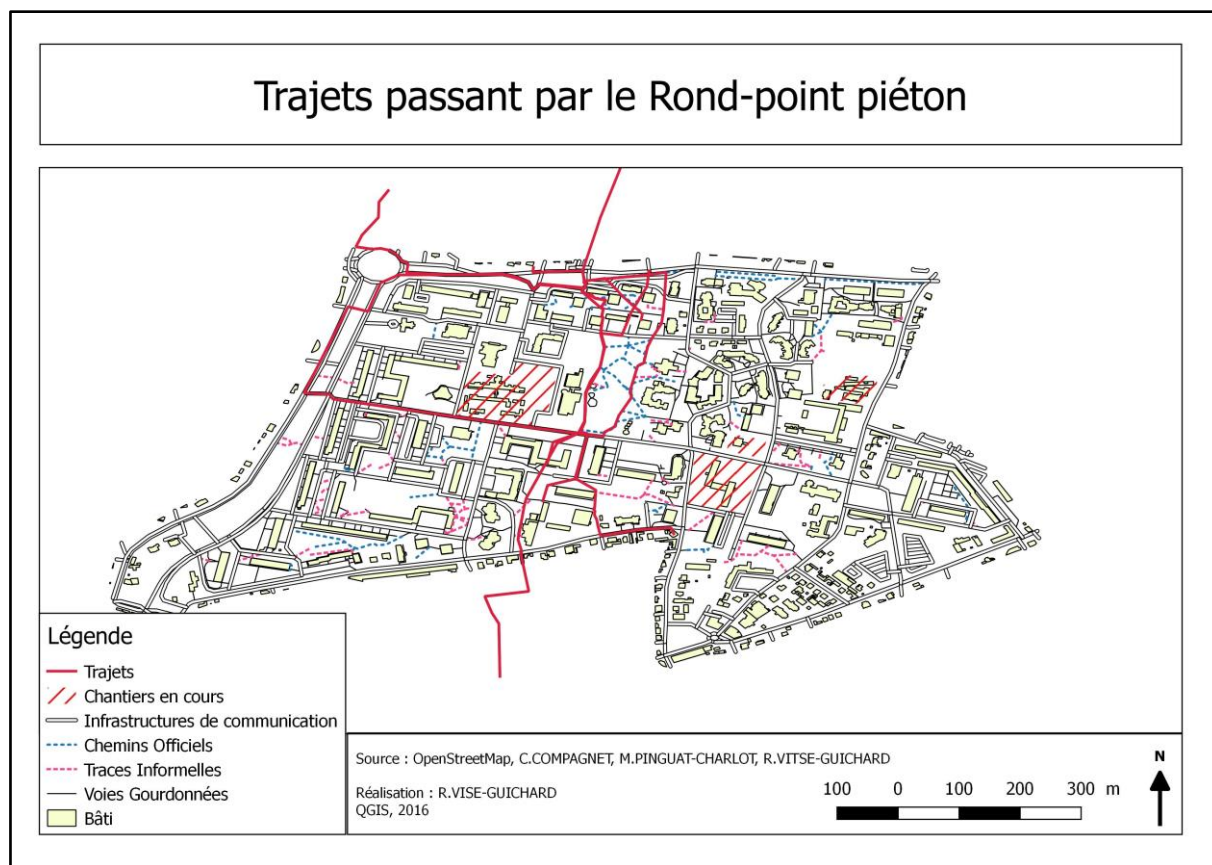 Trajets passant par le Rond-point piéton
Légende
Trajets
Chantiers en cours
Infrastructures de communication
Chemins Officiels
Traces Informelles
Voies Gourdonnées
Bâti
Source : OpenStreetMap, C.COMPAGNET, M.PINGUAT-CHARLOT, R.VITSE-GUICHARD
Réalisation : R.VISE-GUICHARD
QGIS, 2016
100 0 100 200 300 m
N